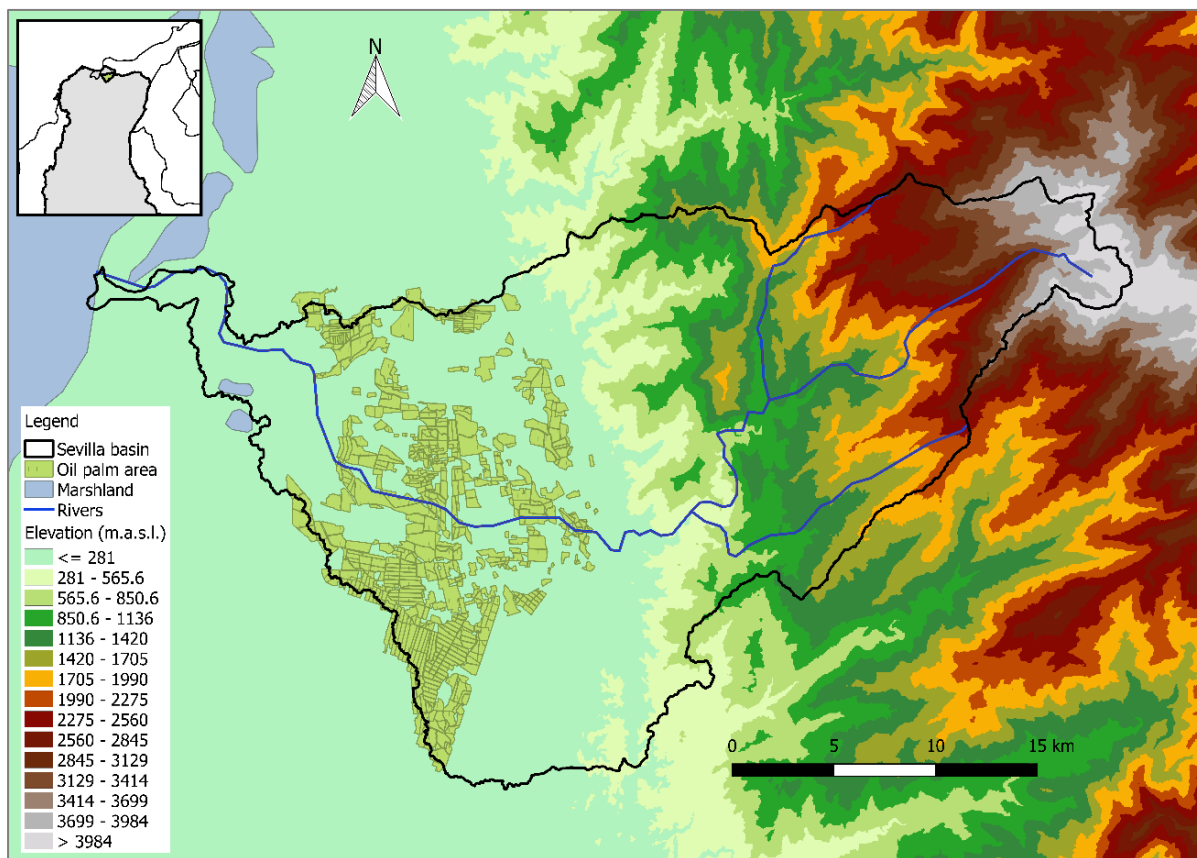 N
Legend
Sevilla basin
Oil palm area
Marshland
Rivers
Elevation (m.a.s.l.)
<= 281
281 - 565.6
565.6 - 850.6
850.6 - 1136
1136 - 1420
1420 - 1705
1705 - 1990
1990 - 2275
2275 - 2560
2560 - 2845
2845 - 3129
3129 - 3414
3414 - 3699
3699 - 3984
> 3984
0 5 10 15 km